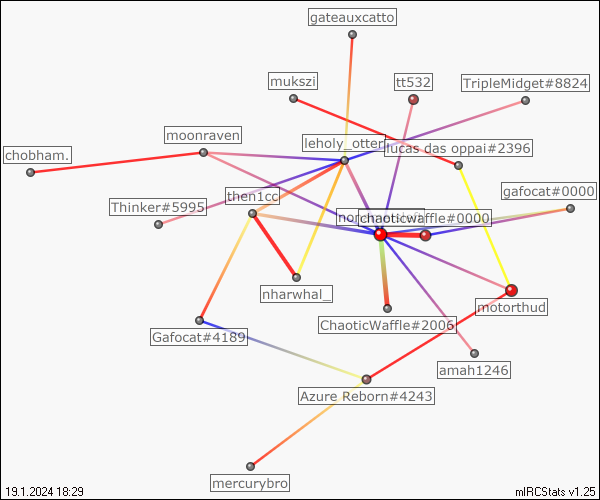 gateauxcatto
mukszi
tt532
TripleMidget#8824
moonraven
leholy_otter
lucas das oppai#2396
chobham.
then1cc
gafocat#0000
Thinker#5995
chaoticwaffle#0000
nharwhal_
motorthud
ChaoticWaffle#2006
Gafocat#4189
amah1246
Azure Reborn#4243
mercurybro
19.1.2024 18:29
mIRCStats v1.25